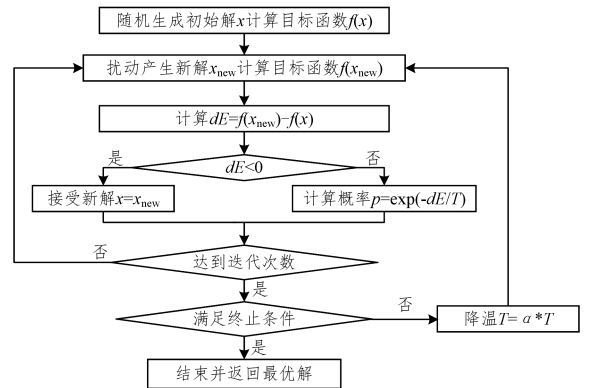 随机生成初始解x计算目标函数f(x)
扰动产生新解xnew计算目标函数f(xnew)
计算dE=f(xnew)-f(x)
是
dE<0
否
接受新解x=xnew
计算概率p=exp(-dE/T)
否
达到迭代次数
是
满足终止条件
否
降温T=α*T
是
结束并返回最优解